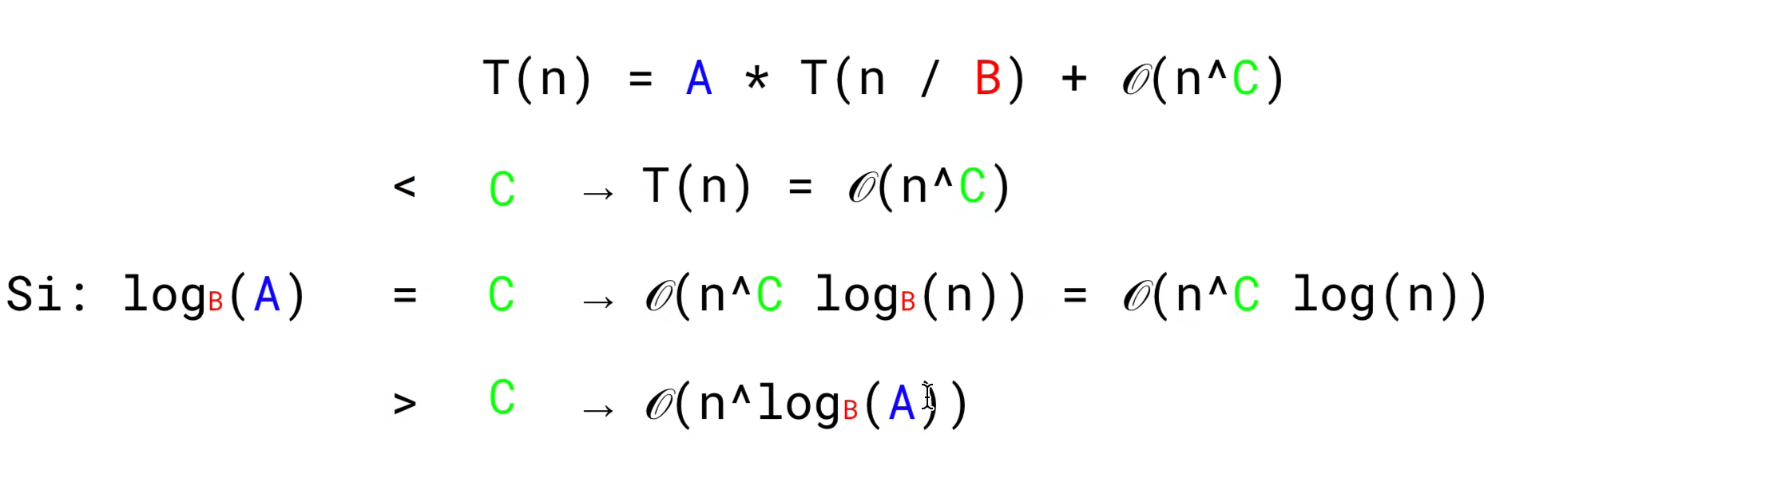 T(n) = A * T(n / B) + 𝒪(n^C)
< C → T(n) = 𝒪(n^C)
Si: logB(A) = C → 𝒪(n^C logB(n)) = 𝒪(n^C log(n))
> C → 𝒪(n^logB(A))